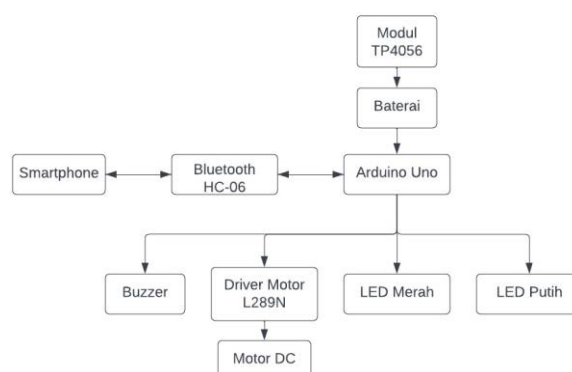 Modul
TP4056
Baterai
Smartphone
Bluetooth
HC-06
Arduino Uno
Buzzer
Driver Motor
L289N
LED Merah
LED Putih
Motor DC